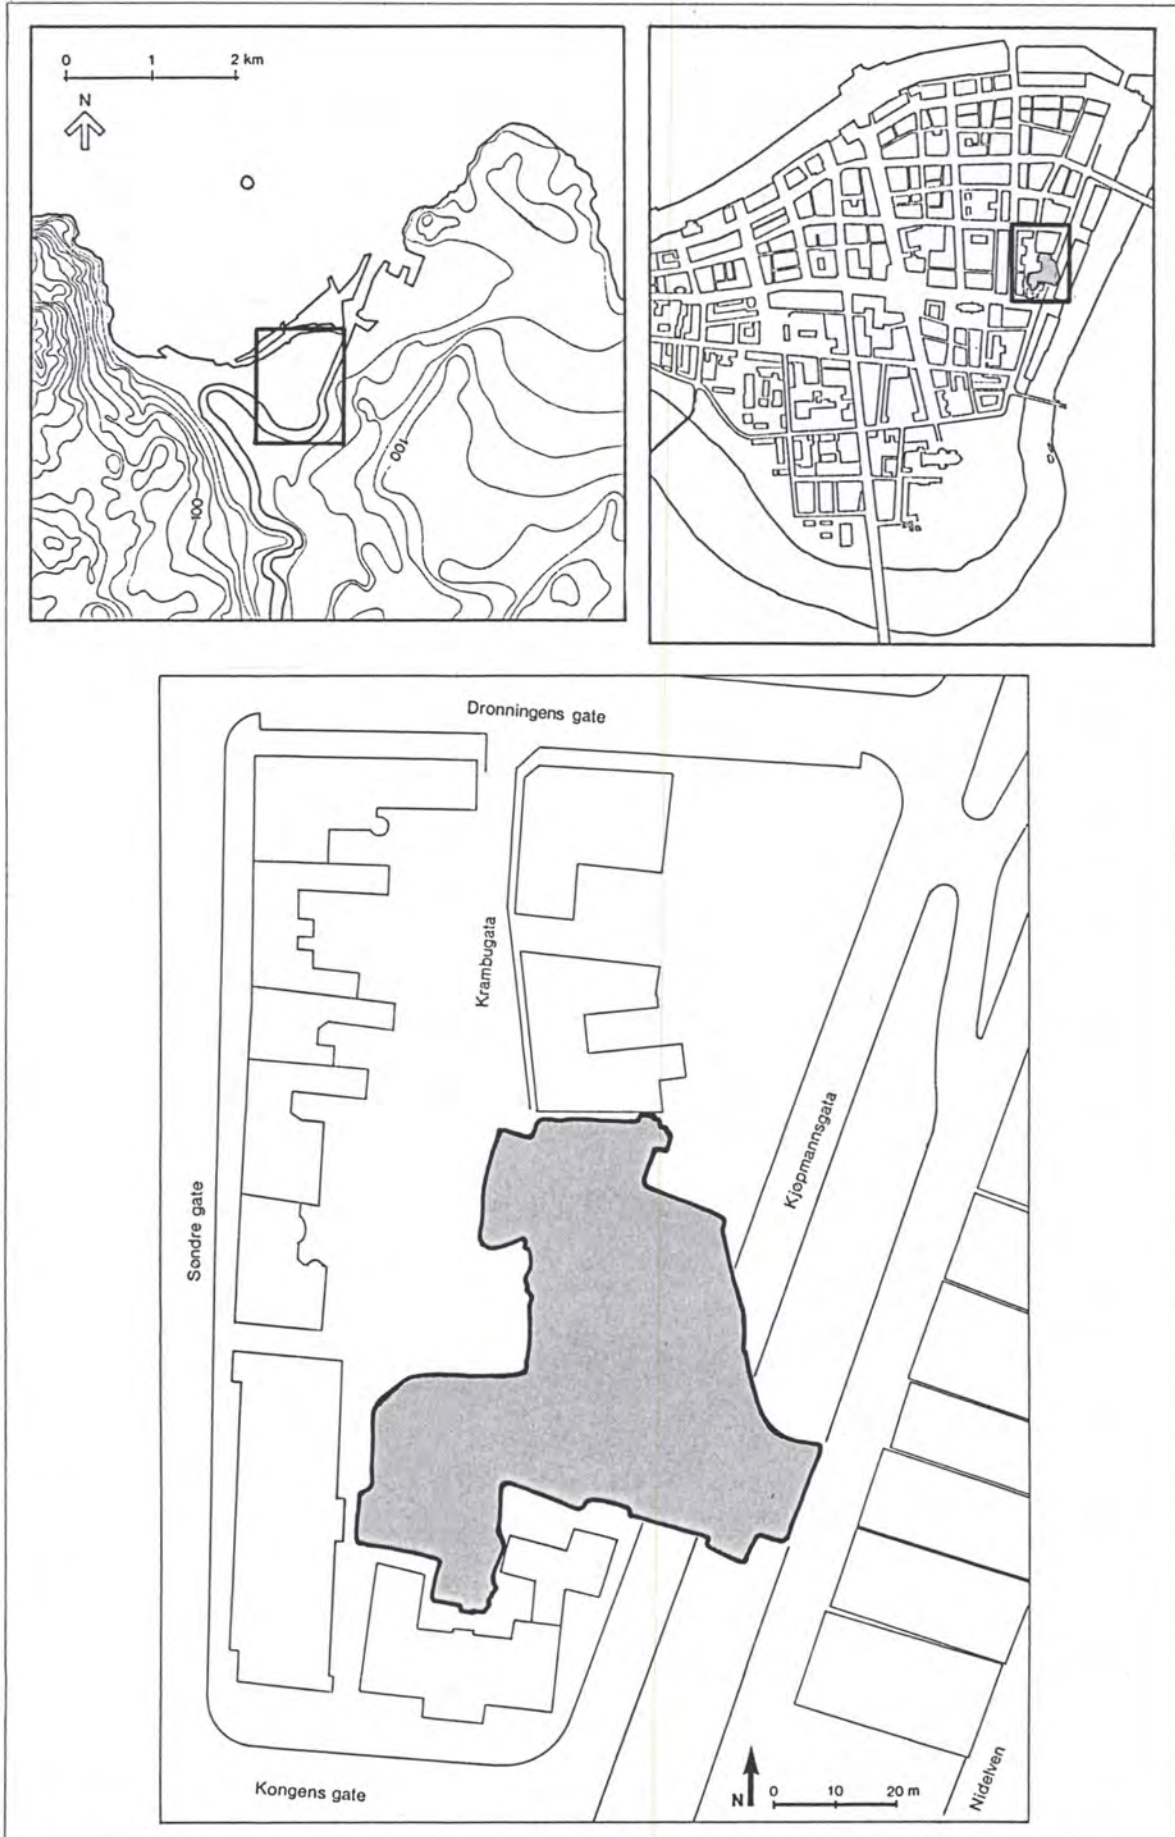 0 1 2 km
N
100
100
Dronningens gate
Krambugata
Kjøpmannsgata
Søndre gate
Kongens gate
N
0 10 20 m
Nidelven